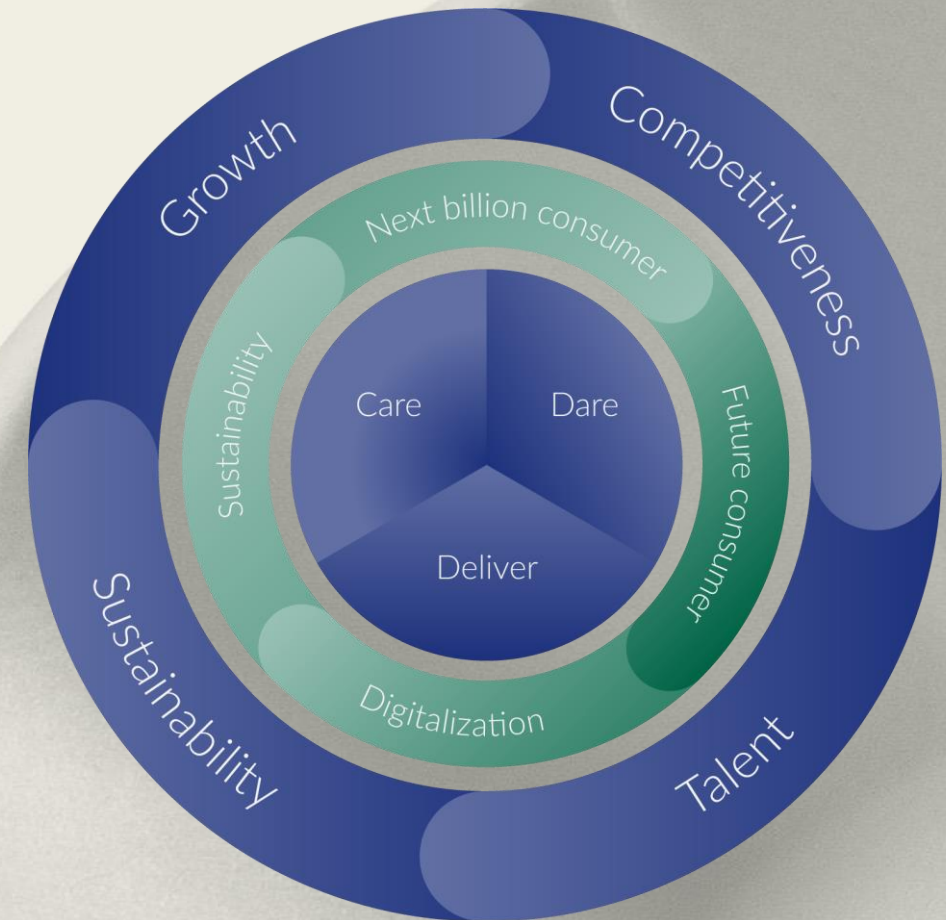 Growth
Competitiveness
Talent
Sustainability
Next billion consumer
Future consumer
Digitalization
Sustainability
Care
Dare
Deliver